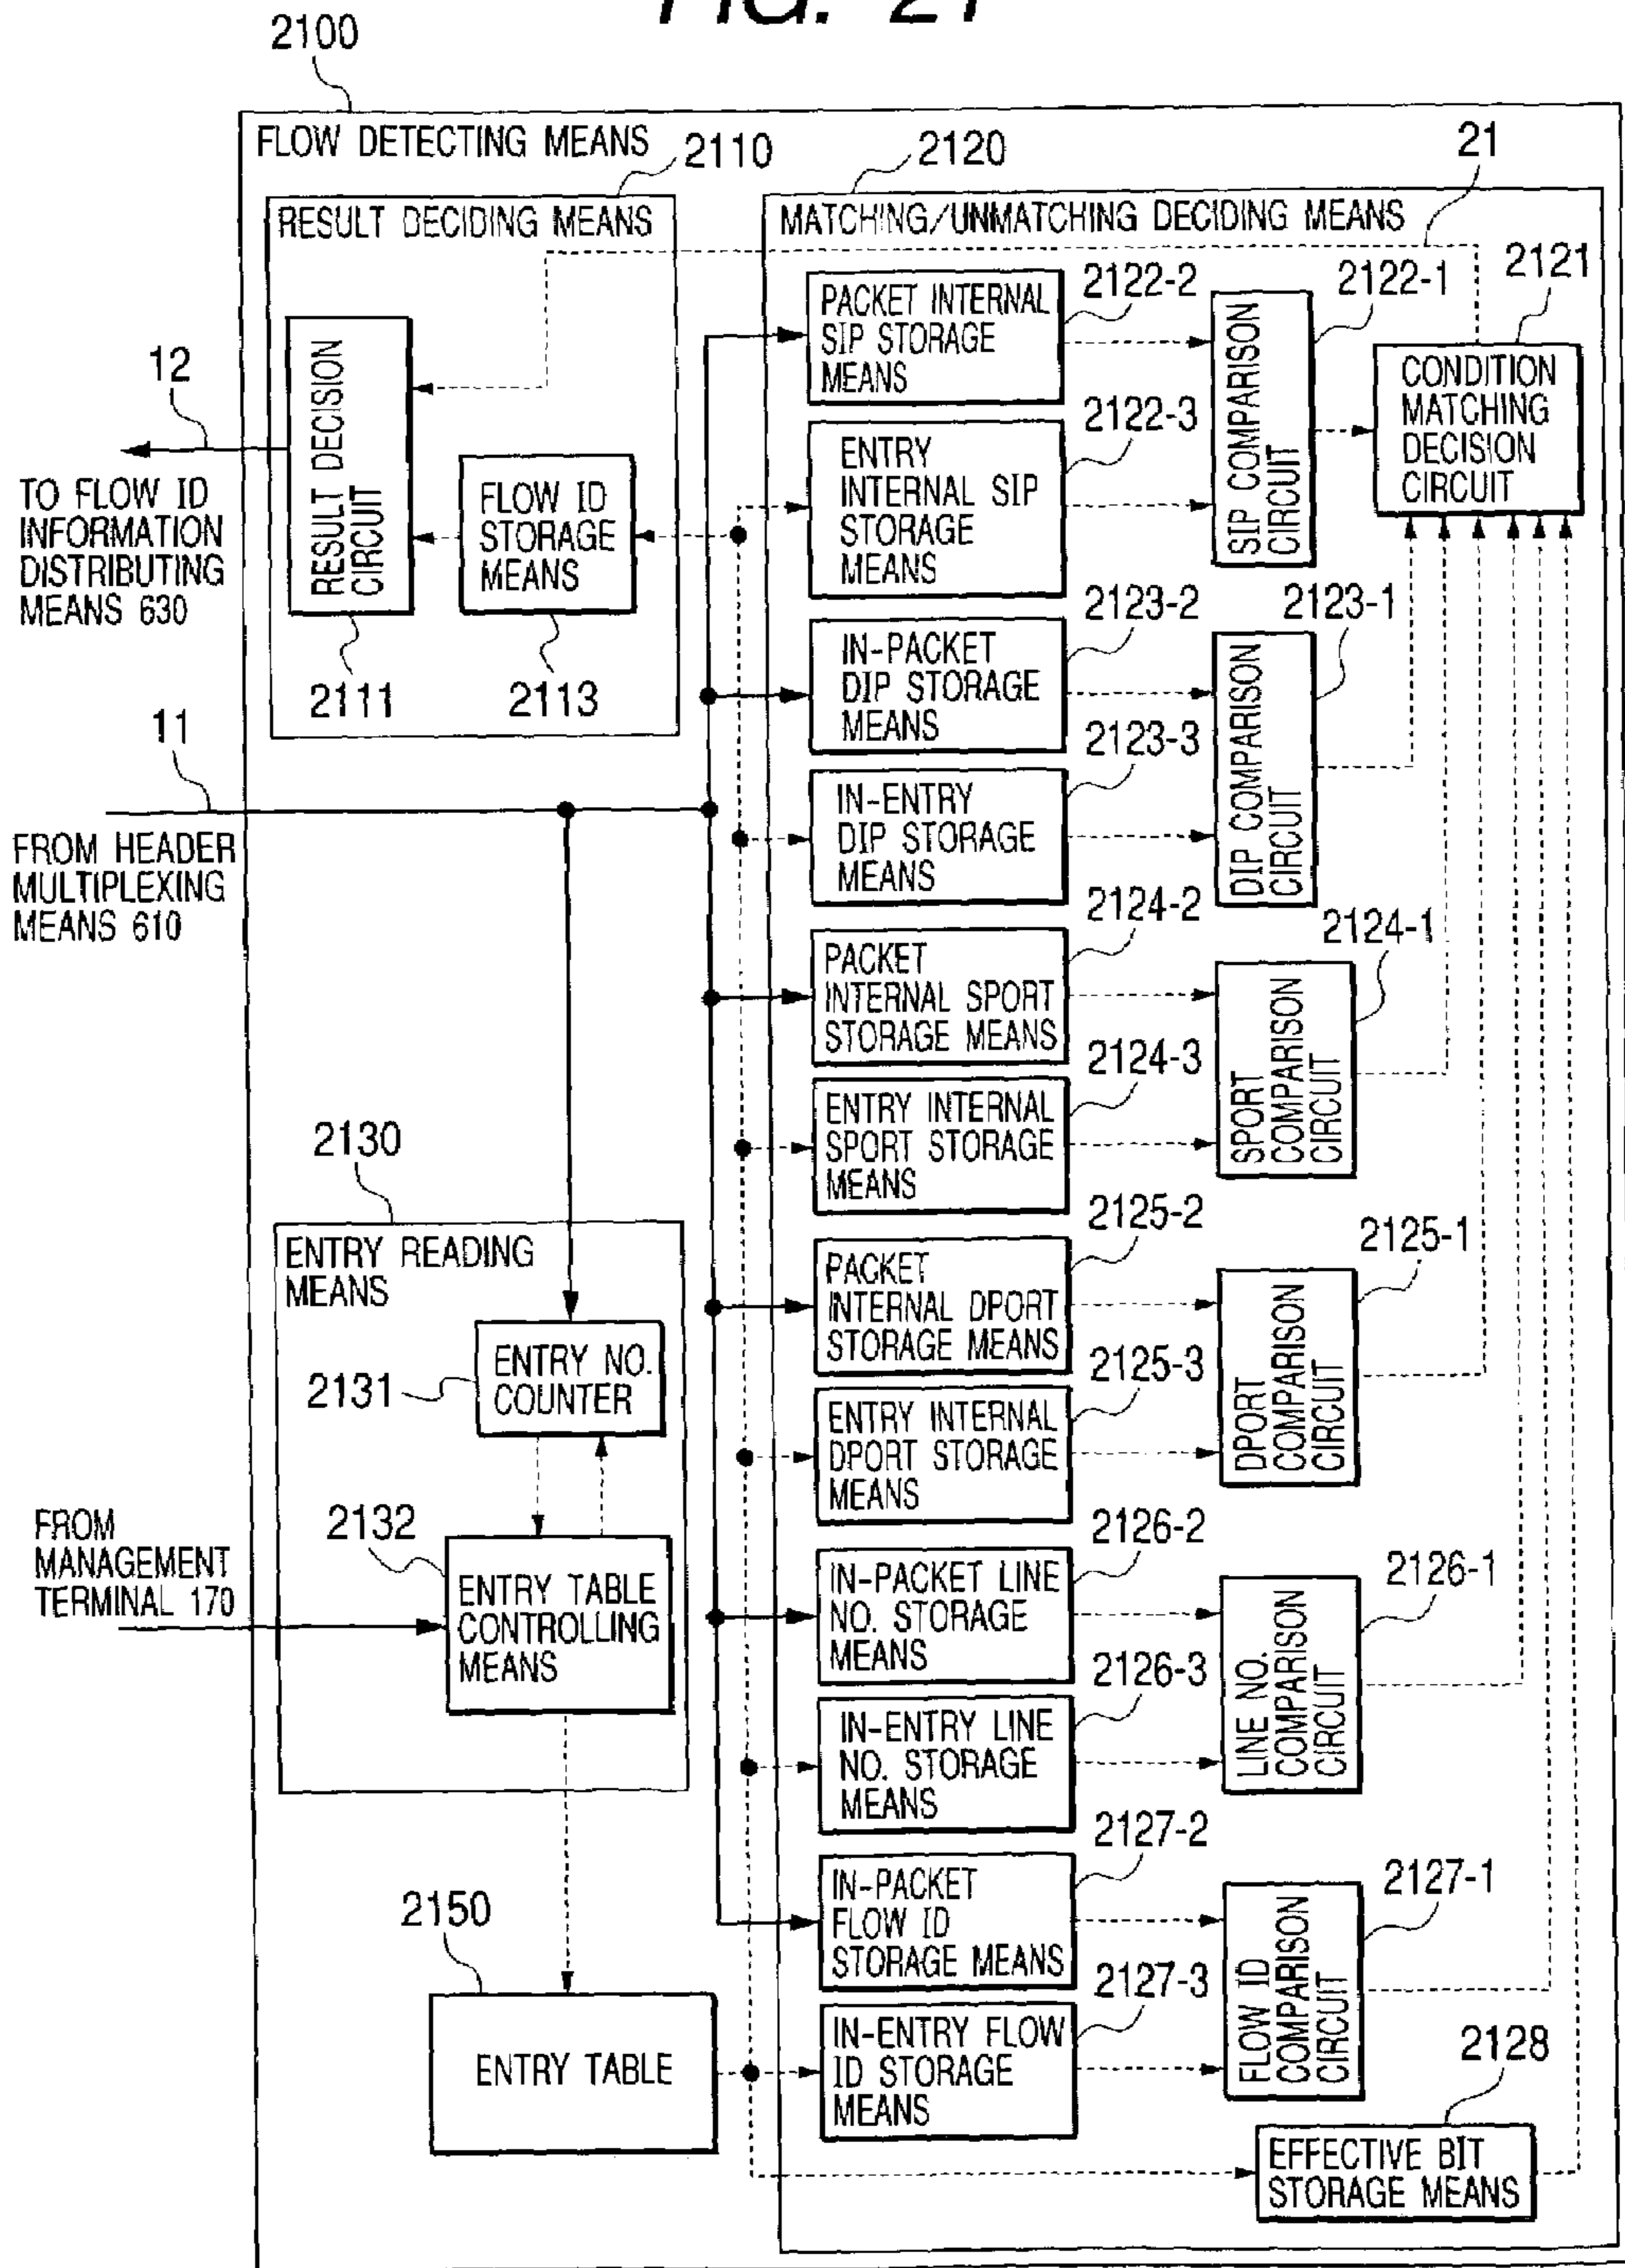 FIG. 21
2100
FLOW DETECTING MEANS
2110
2120
21
RESULT DECIDING MEANS
MATCHING/UNMATCHING DECIDING MEANS
2121
PACKET INTERNAL
SIP STORAGE
MEANS
2122-2
2122-1
SIP COMPARISON
CIRCUIT
CONDITION
MATCHING
DECISION
CIRCUIT
12
RESULT DECISION
CIRCUIT
2122-3
ENTRY
INTERNAL SIP
STORAGE
MEANS
FLOW ID
STORAGE
MEANS
TO FLOW ID
INFORMATION
DISTRIBUTING
MEANS 630
2111
2113
2123-2
2123-1
IN-PACKET
DIP STORAGE
MEANS
DIP COMPARISON
CIRCUIT
11
2123-3
IN-ENTRY
DIP STORAGE
MEANS
FROM HEADER
MULTIPLEXING
MEANS 610
2124-2
2124-1
PACKET
INTERNAL SPORT
STORAGE MEANS
SPORT
COMPARISON
CIRCUIT
2124-3
ENTRY INTERNAL
SPORT STORAGE
MEANS
2130
ENTRY READING
MEANS
2125-2
2125-1
PACKET
INTERNAL DPORT
STORAGE MEANS
DPORT
COMPARISON
CIRCUIT
2131
ENTRY NO.
COUNTER
2125-3
ENTRY INTERNAL
DPORT STORAGE
MEANS
FROM
MANAGEMENT
TERMINAL 170
2132
ENTRY TABLE
CONTROLLING
MEANS
2126-2
2126-1
IN-PACKET LINE
NO. STORAGE
MEANS
LINE NO.
COMPARISON
CIRCUIT
2126-3
IN-ENTRY LINE
NO. STORAGE
MEANS
2127-2
2127-1
IN-PACKET
FLOW ID
STORAGE MEANS
FLOW ID
COMPARISON
CIRCUIT
2150
ENTRY TABLE
2127-3
IN-ENTRY FLOW
ID STORAGE
MEANS
2128
EFFECTIVE BIT
STORAGE MEANS